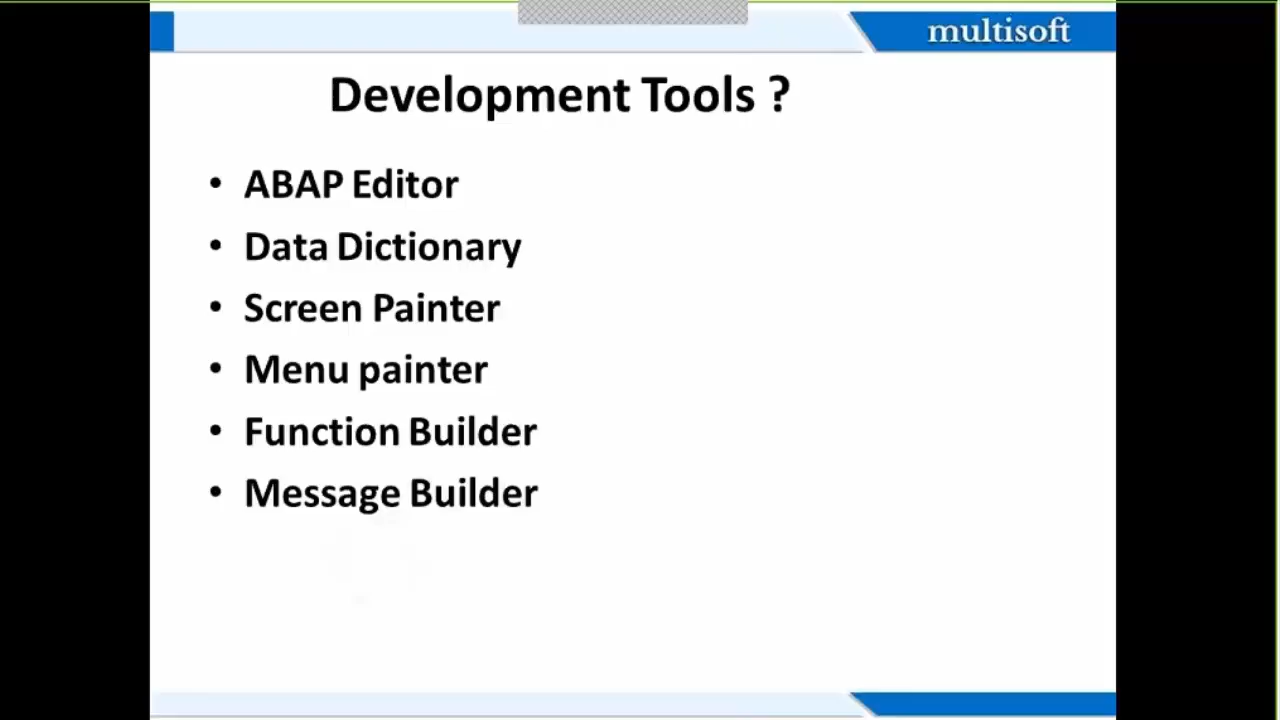 multisoft
Development Tools ?
• ABAP Editor
• Data Dictionary
• Screen Painter
• Menu painter
• Function Builder
• Message Builder